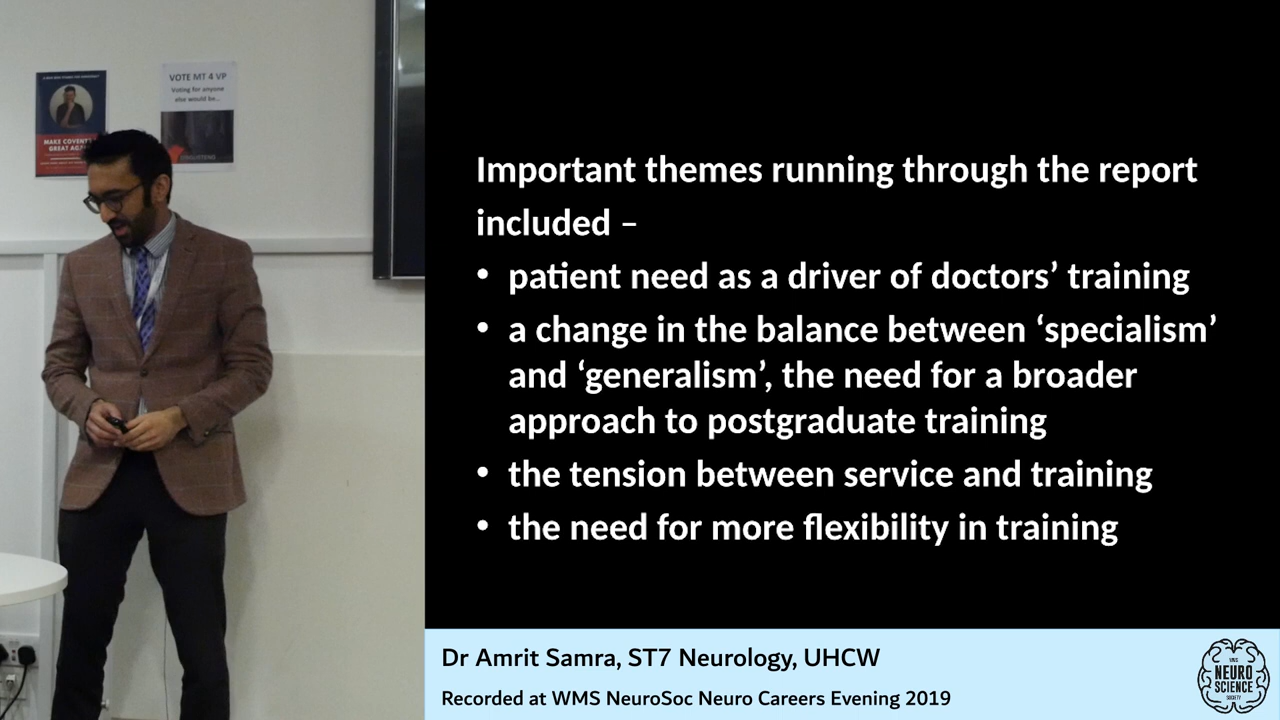 VOTE MT 4 VP
Voting for anyone
else would be...
MAKE COVENT
GREAT AGA
Important themes running through the report
included –
• patient need as a driver of doctors’ training
• a change in the balance between ‘specialism’
and ‘generalism’, the need for a broader
approach to postgraduate training
• the tension between service and training
• the need for more flexibility in training
Dr Amrit Samra, ST7 Neurology, UHCW
Recorded at WMS NeuroSoc Neuro Careers Evening 2019
WMS
NEURO
SCIENCE
SOCIETY